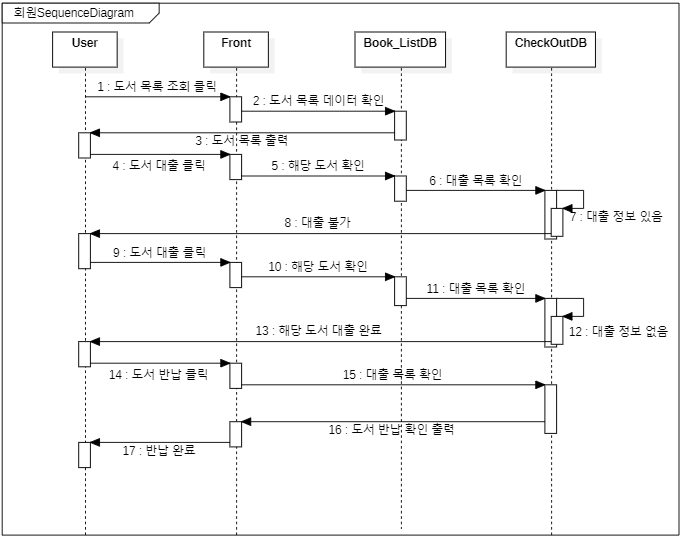 회원SequenceDiagram
User
Front
Book_ListDB
CheckOutDB
1 : 도서 목록 조회 클릭
2 : 도서 목록 데이터 확인
3 : 도서 목록 출력
4 : 도서 대출 클릭
5 : 해당 도서 확인
6 : 대출 목록 확인
7 : 대출 정보 있음
8 : 대출 불가
9 : 도서 대출 클릭
10 : 해당 도서 확인
11 : 대출 목록 확인
12 : 대출 정보 없음
13 : 해당 도서 대출 완료
14 : 도서 반납 클릭
15 : 대출 목록 확인
16 : 도서 반납 확인 출력
17 : 반납 완료